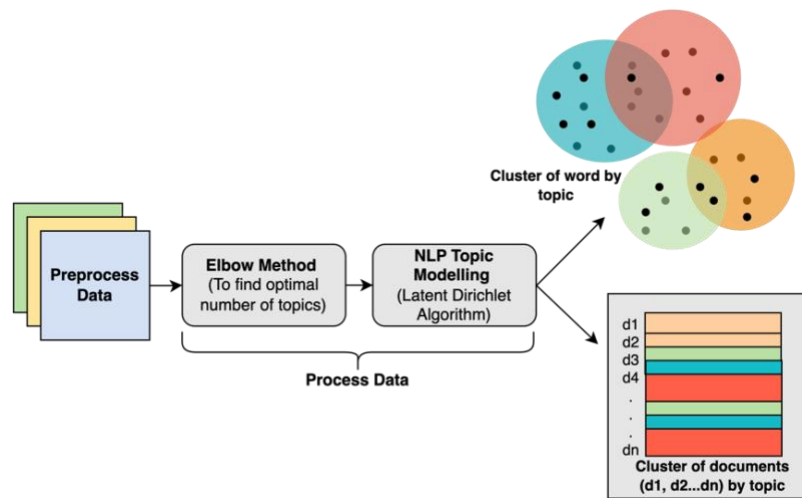 Cluster of word by
topic
Preprocess
Data
Elbow Method
(To find optimal
number of topics)
NLP Topic
Modelling
(Latent Dirichlet
Algorithm)
Process Data
d1
d2
d3
d4
.
.
.
dn
Cluster of documents
(d1, d2...dn) by topic